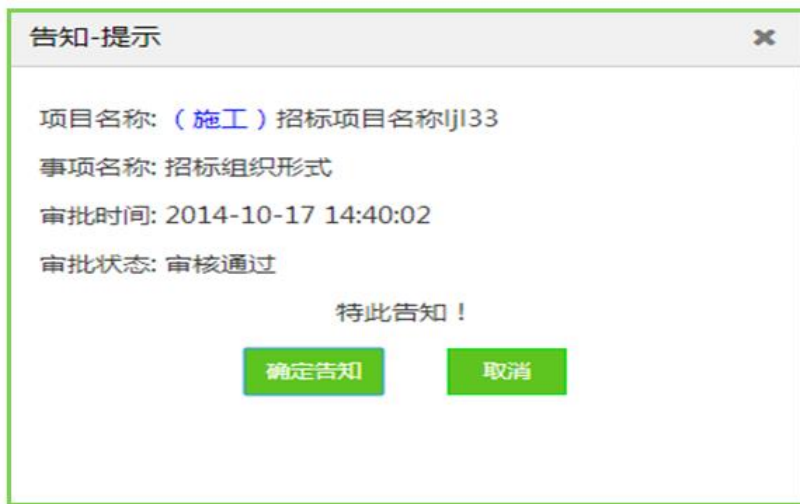 告知-提示
项目名称:（施工）招标项目名称ljl33
事项名称: 招标组织形式
审批时间: 2014-10-17 14:40:02
审批状态: 审核通过
特此告知！
确定告知 取消